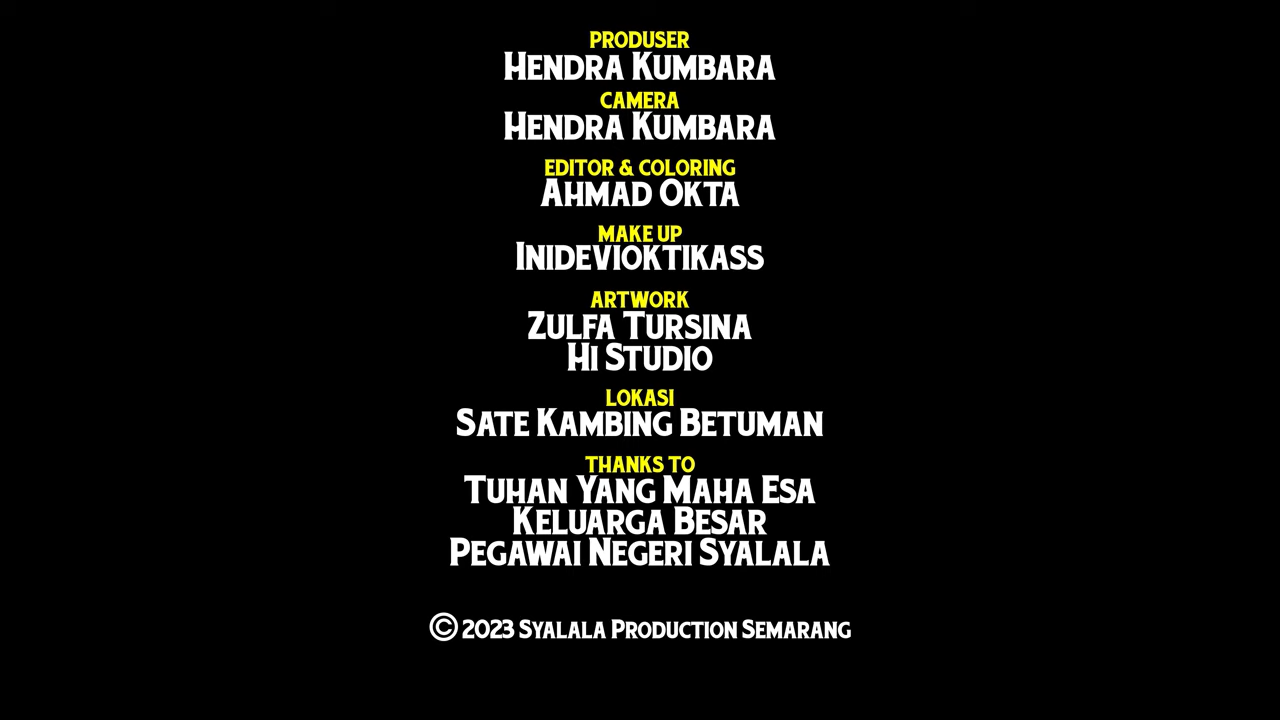 PRODUSER
HENDRA KUMBARA
CAMERA
HENDRA KUMBARA
EDITOR & COLORING
AHMAD OKTA
MAKE UP
INIDEVIOKTIKASS
ARTWORK
ZULFA TURSINA
HI STUDIO
LOKASI
SATE KAMBING BETUMAN
THANKS TO
TUHAN YANG MAHA ESA
KELUARGA BESAR
PEGAWAI NEGERI SYALALA
© 2023 SYALALA PRODUCTION SEMARANG